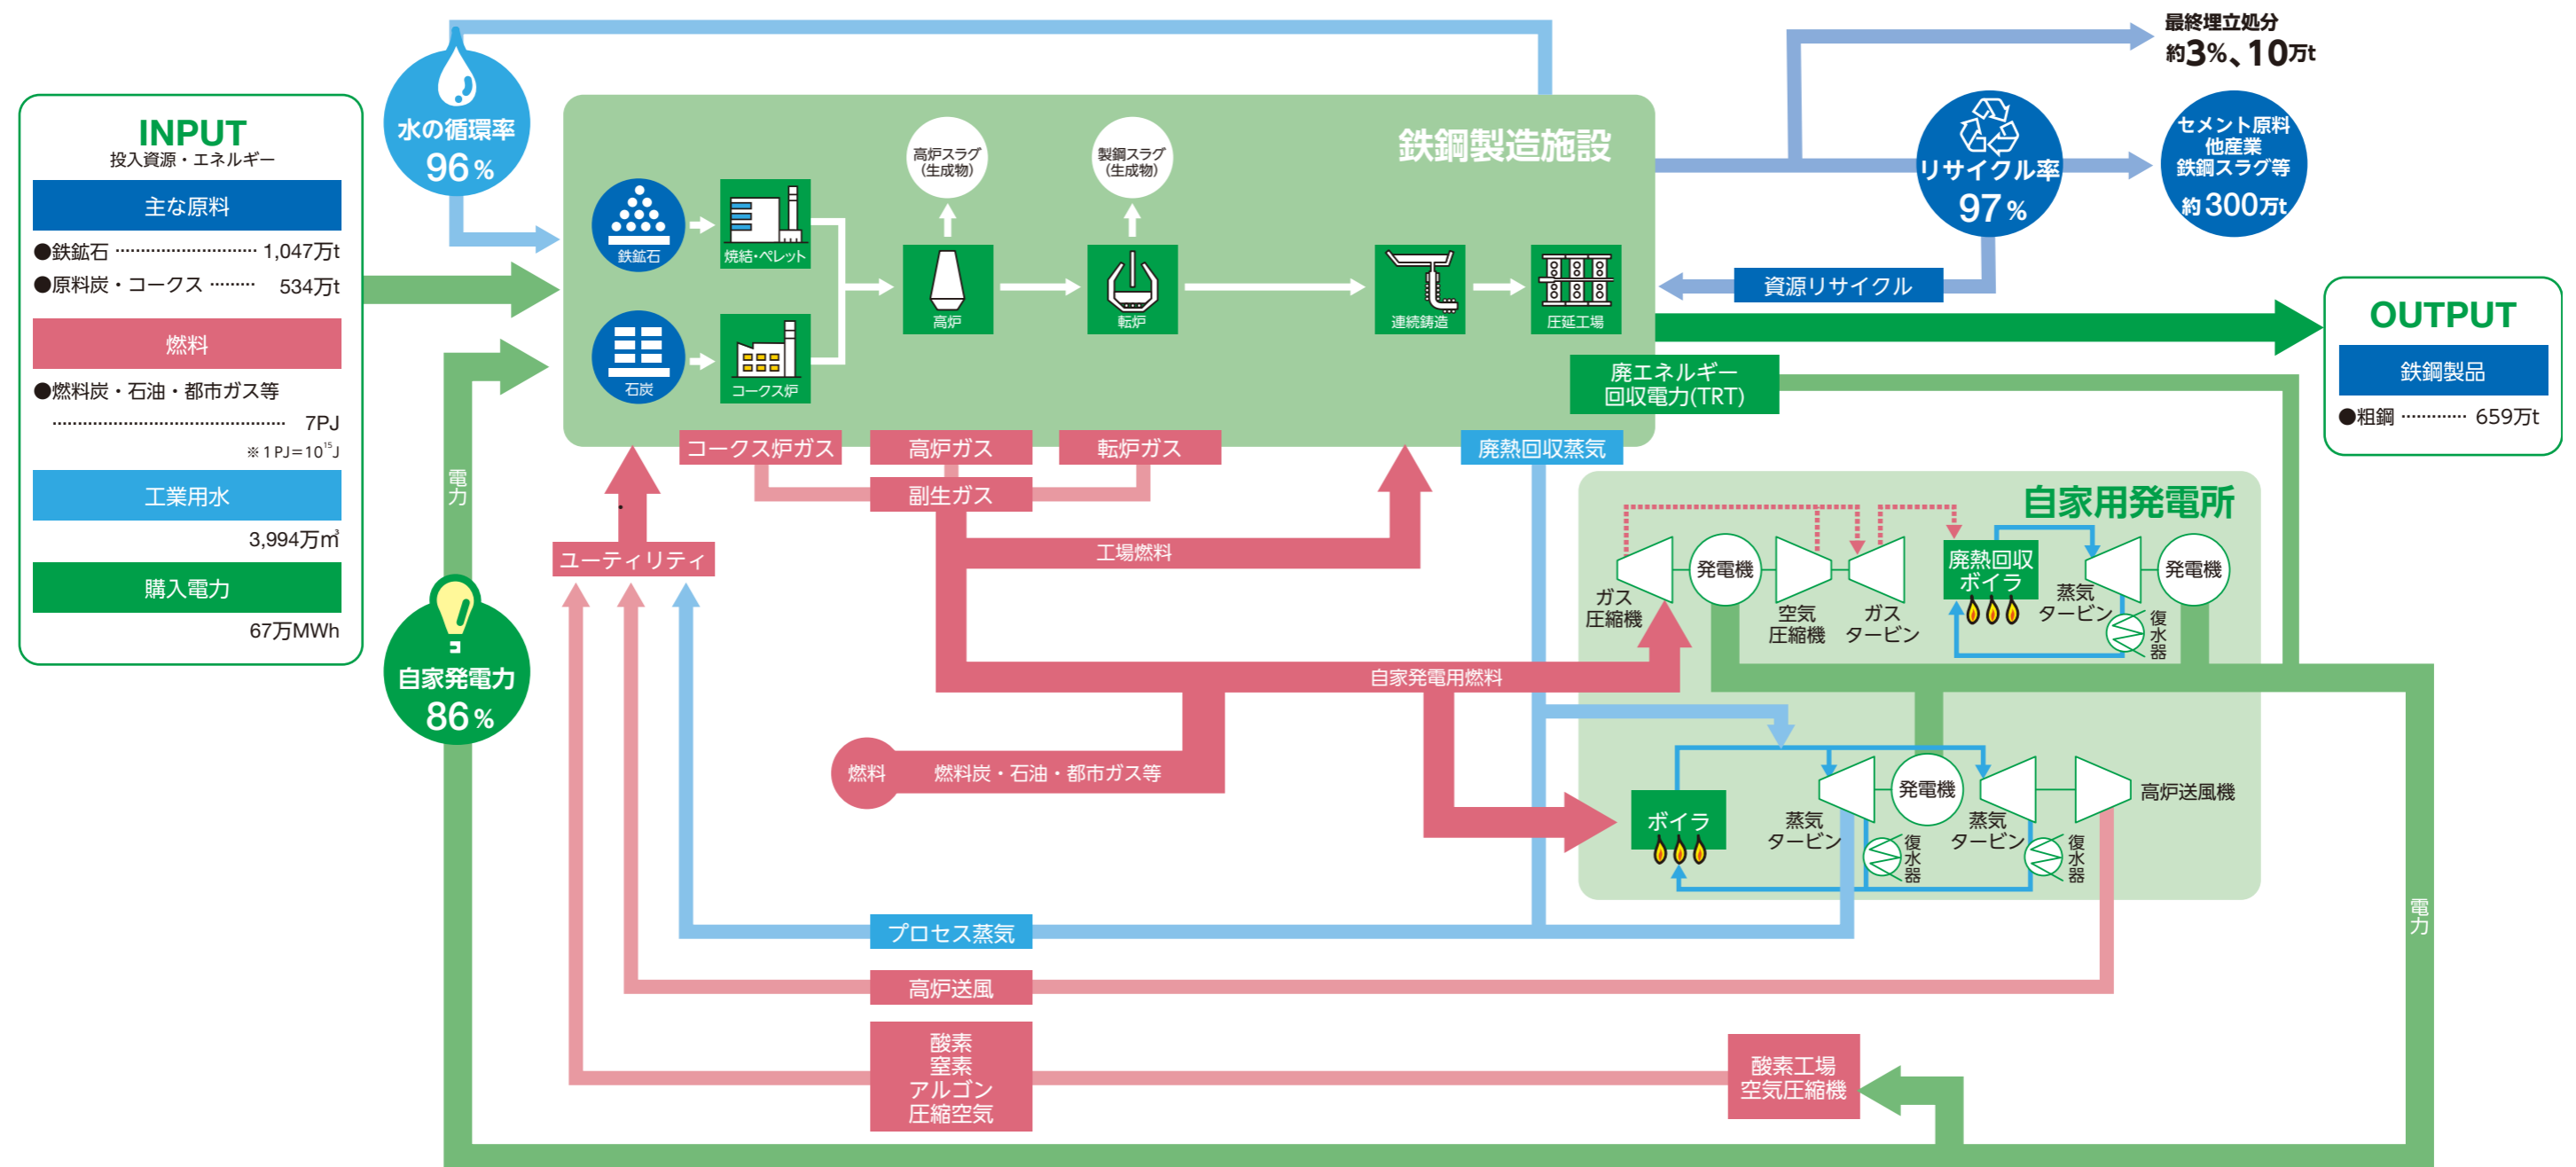 INPUT
投入資源・エネルギー
主な原料
●鉄鉱石 ………………………… 1,047万t
●原料炭・コークス ……… 534万t
燃料
●燃料炭・石油・都市ガス等
……………………………………… 7PJ
※1 PJ=10¹⁵J
工業用水
3,994万㎥
購入電力
67万MWh
水の循環率
96%
電力
自家発電力
86%
鉄鋼製造施設
高炉スラグ
(生成物)
製鋼スラグ
(生成物)
鉄鉱石
焼結・ペレット
石炭
コークス炉
高炉
転炉
連続鋳造
圧延工場
最終埋立処分
約3%、10万t
リサイクル率
97%
セメント原料
他産業
鉄鋼スラグ等
約300万t
資源リサイクル
OUTPUT
鉄鋼製品
●粗鋼 ………… 659万t
廃エネルギー
回収電力(TRT)
コークス炉ガス
高炉ガス
転炉ガス
廃熱回収蒸気
副生ガス
ユーティリティ
工場燃料
自家発電用燃料
燃料
燃料炭・石油・都市ガス等
自家用発電所
ガス
圧縮機
発電機
空気
圧縮機
ガス
タービン
廃熱回収
ボイラ
蒸気
タービン
復水器
発電機
ボイラ
蒸気
タービン
復水器
発電機
蒸気
タービン
復水器
高炉送風機
プロセス蒸気
高炉送風
酸素
窒素
アルゴン
圧縮空気
酸素工場
空気圧縮機
電力